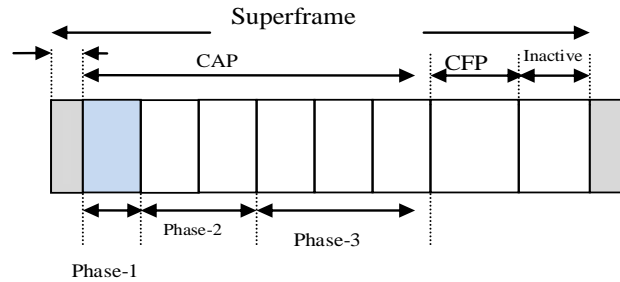 Superframe
CAP
CFP
Inactive
Phase-2
Phase-3
Phase-1